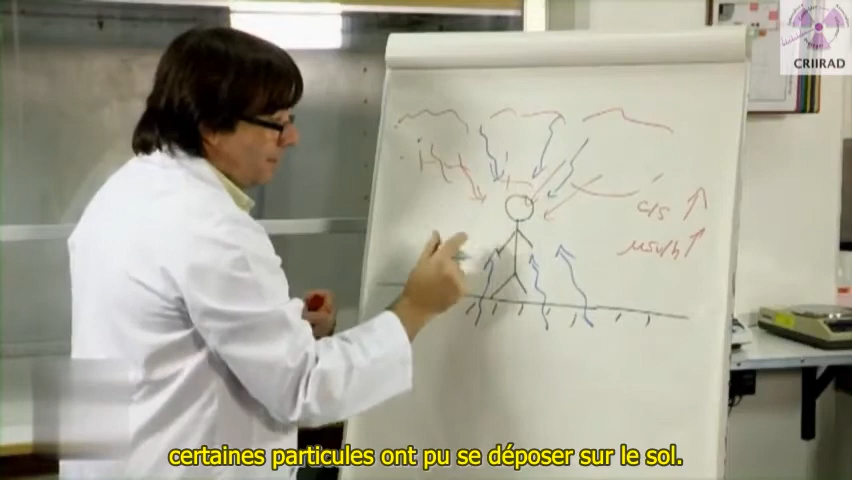 CRIIRAD
c/s
µSv/h
certaines particules ont pu se déposer sur le sol.